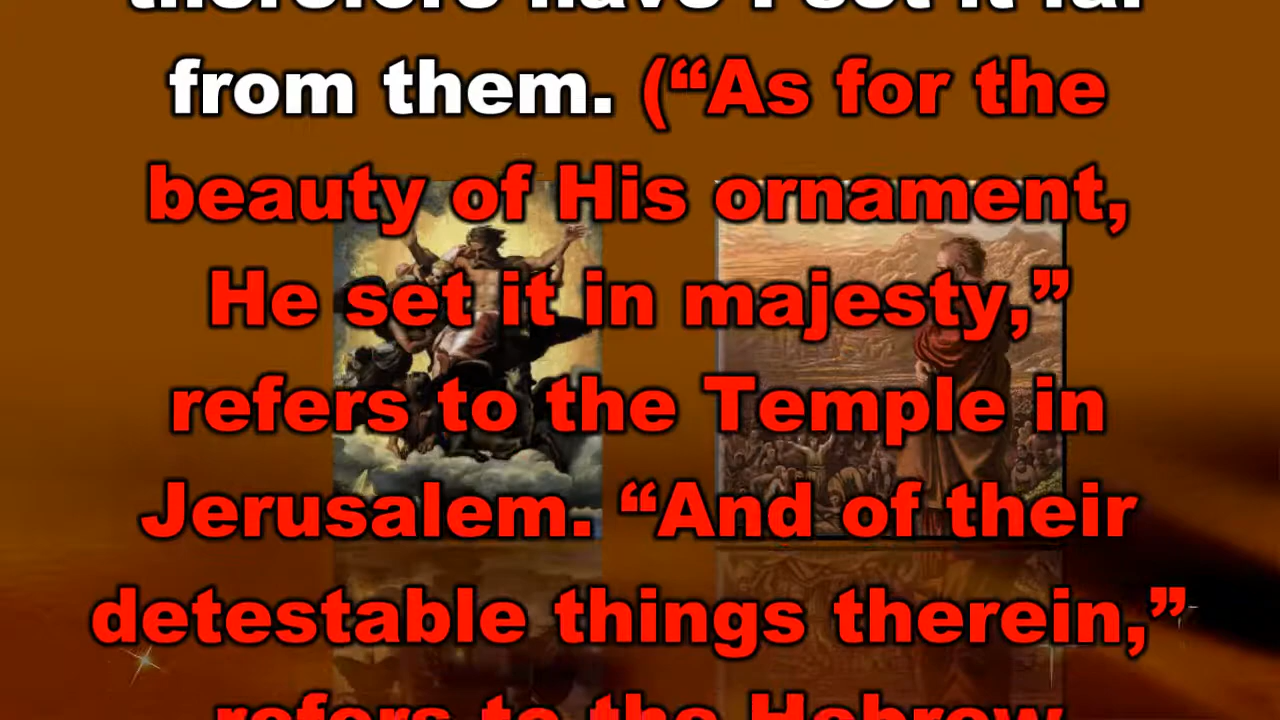 therefore have I set it far
from them. (“As for the
beauty of His ornament,
He set it in majesty,”
refers to the Temple in
Jerusalem. “And of their
detestable things therein,”
refers to the Hebrew